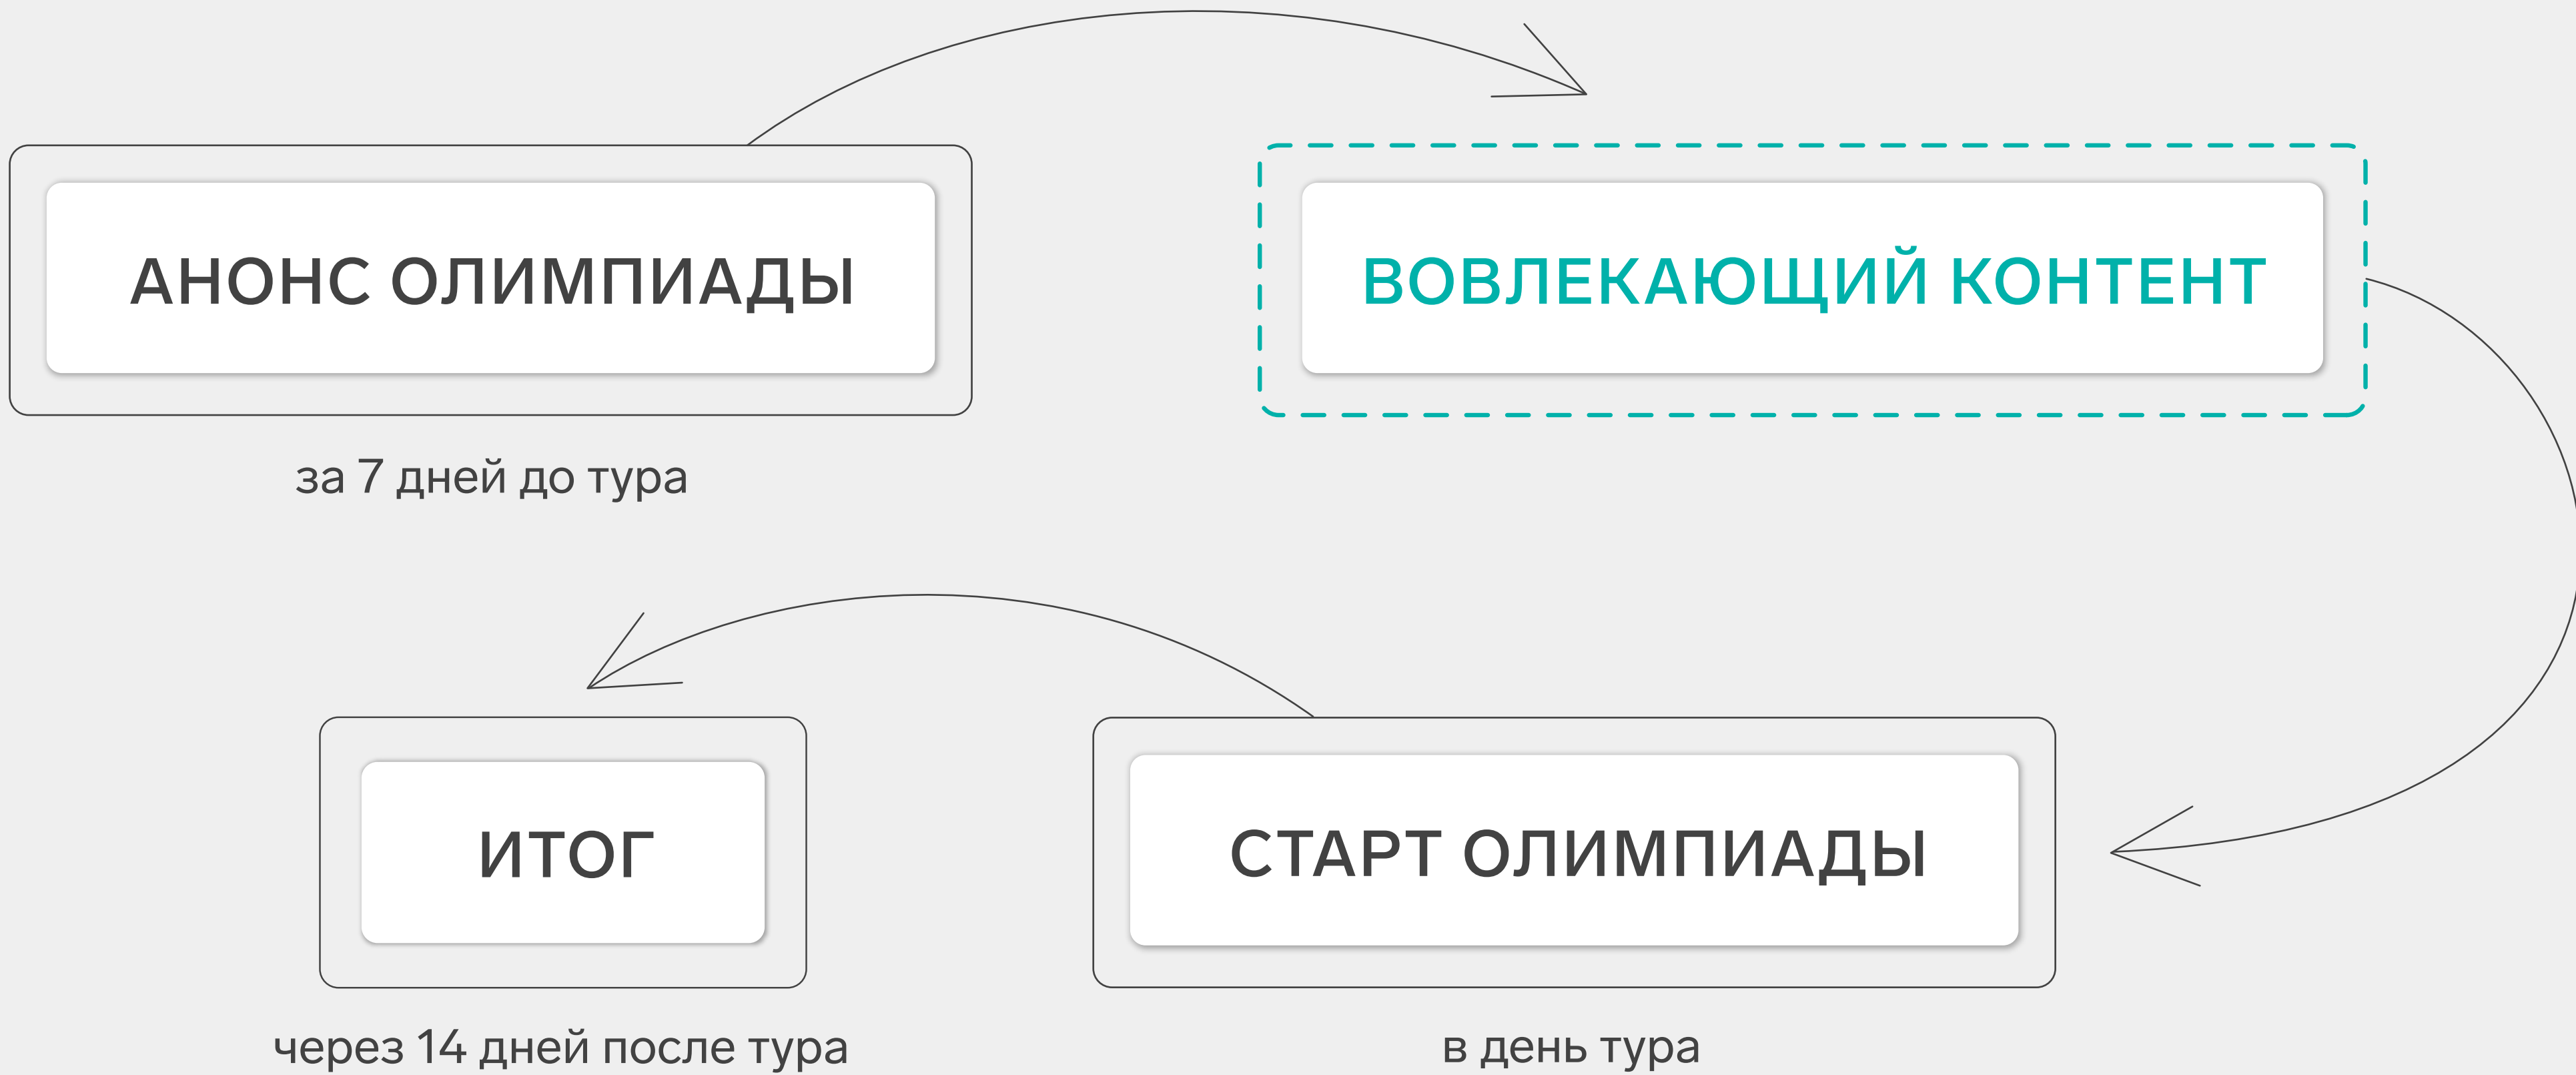 АНОНС ОЛИМПИАДЫ
за 7 дней до тура
ВОВЛЕКАЮЩИЙ КОНТЕНТ
СТАРТ ОЛИМПИАДЫ
в день тура
ИТОГ
через 14 дней после тура